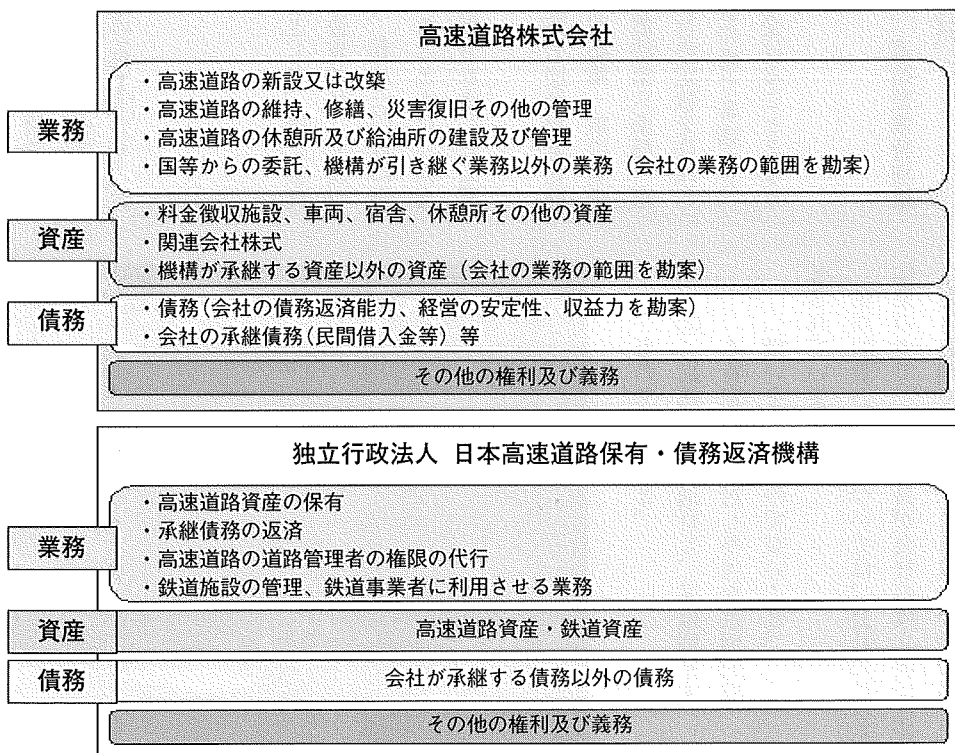 高速道路株式会社
業務
・高速道路の新設又は改築
・高速道路の維持、修繕、災害復旧その他の管理
・高速道路の休憩所及び給油所の建設及び管理
・国等からの委託、機構が引き継ぐ業務以外の業務（会社の業務の範囲を勘案）
資産
・料金徴収施設、車両、宿舎、休憩所その他の資産
・関連会社株式
・機構が承継する資産以外の資産（会社の業務の範囲を勘案）
債務
・債務(会社の債務返済能力、経営の安定性、収益力を勘案）
・会社の承継債務(民間借入金等）等
その他の権利及び義務
独立行政法人 日本高速道路保有・債務返済機構
業務
・高速道路資産の保有
・承継債務の返済
・高速道路の道路管理者の権限の代行
・鉄道施設の管理、鉄道事業者に利用させる業務
資産
高速道路資産・鉄道資産
債務
会社が承継する債務以外の債務
その他の権利及び義務